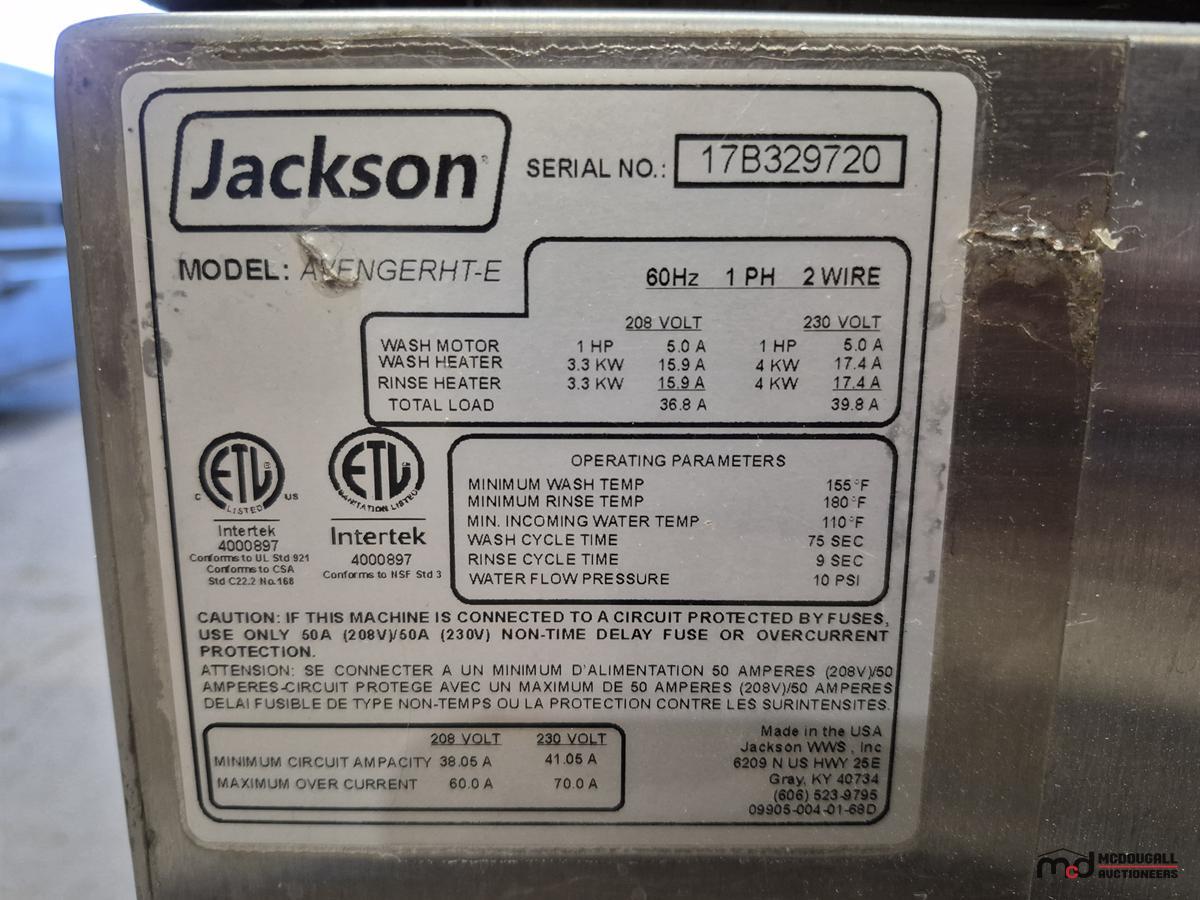 Jackson®
SERIAL NO.: 17B329720
MODEL: AVENGERHT-E
60Hz 1 PH 2 WIRE
208 VOLT 230 VOLT
WASH MOTOR 1 HP 5.0 A 1 HP 5.0 A
WASH HEATER 3.3 KW 15.9 A 4 KW 17.4 A
RINSE HEATER 3.3 KW 15.9 A 4 KW 17.4 A
TOTAL LOAD 36.8 A 39.8 A
ETL ®
C US
LISTED
Intertek
4000897
Conforms to UL Std 921
Conforms to CSA
Std C22.2 No.168
ETL
SANITATION LISTED
Intertek
4000897
Conforms to NSF Std 3
OPERATING PARAMETERS
MINIMUM WASH TEMP 155°F
MINIMUM RINSE TEMP 180°F
MIN. INCOMING WATER TEMP 110°F
WASH CYCLE TIME 75 SEC
RINSE CYCLE TIME 9 SEC
WATER FLOW PRESSURE 10 PSI
CAUTION: IF THIS MACHINE IS CONNECTED TO A CIRCUIT PROTECTED BY FUSES,
USE ONLY 50A (208V)/50A (230V) NON-TIME DELAY FUSE OR OVERCURRENT
PROTECTION.
ATTENTION: SE CONNECTER A UN MINIMUM D'ALIMENTATION 50 AMPERES (208V)/50
AMPERES-CIRCUIT PROTEGE AVEC UN MAXIMUM DE 50 AMPERES (208V)/50 AMPERES
DELAI FUSIBLE DE TYPE NON-TEMPS OU LA PROTECTION CONTRE LES SURINTENSITES.
208 VOLT 230 VOLT
MINIMUM CIRCUIT AMPACITY 38.05 A 41.05 A
MAXIMUM OVER CURRENT 60.0 A 70.0 A
Made in the USA
Jackson WWS, Inc
6209 N US HWY 25E
Gray, KY 40734
(606) 523-9795
09905-004-01-68D
mcd MCDOUGALL
AUCTIONEERS